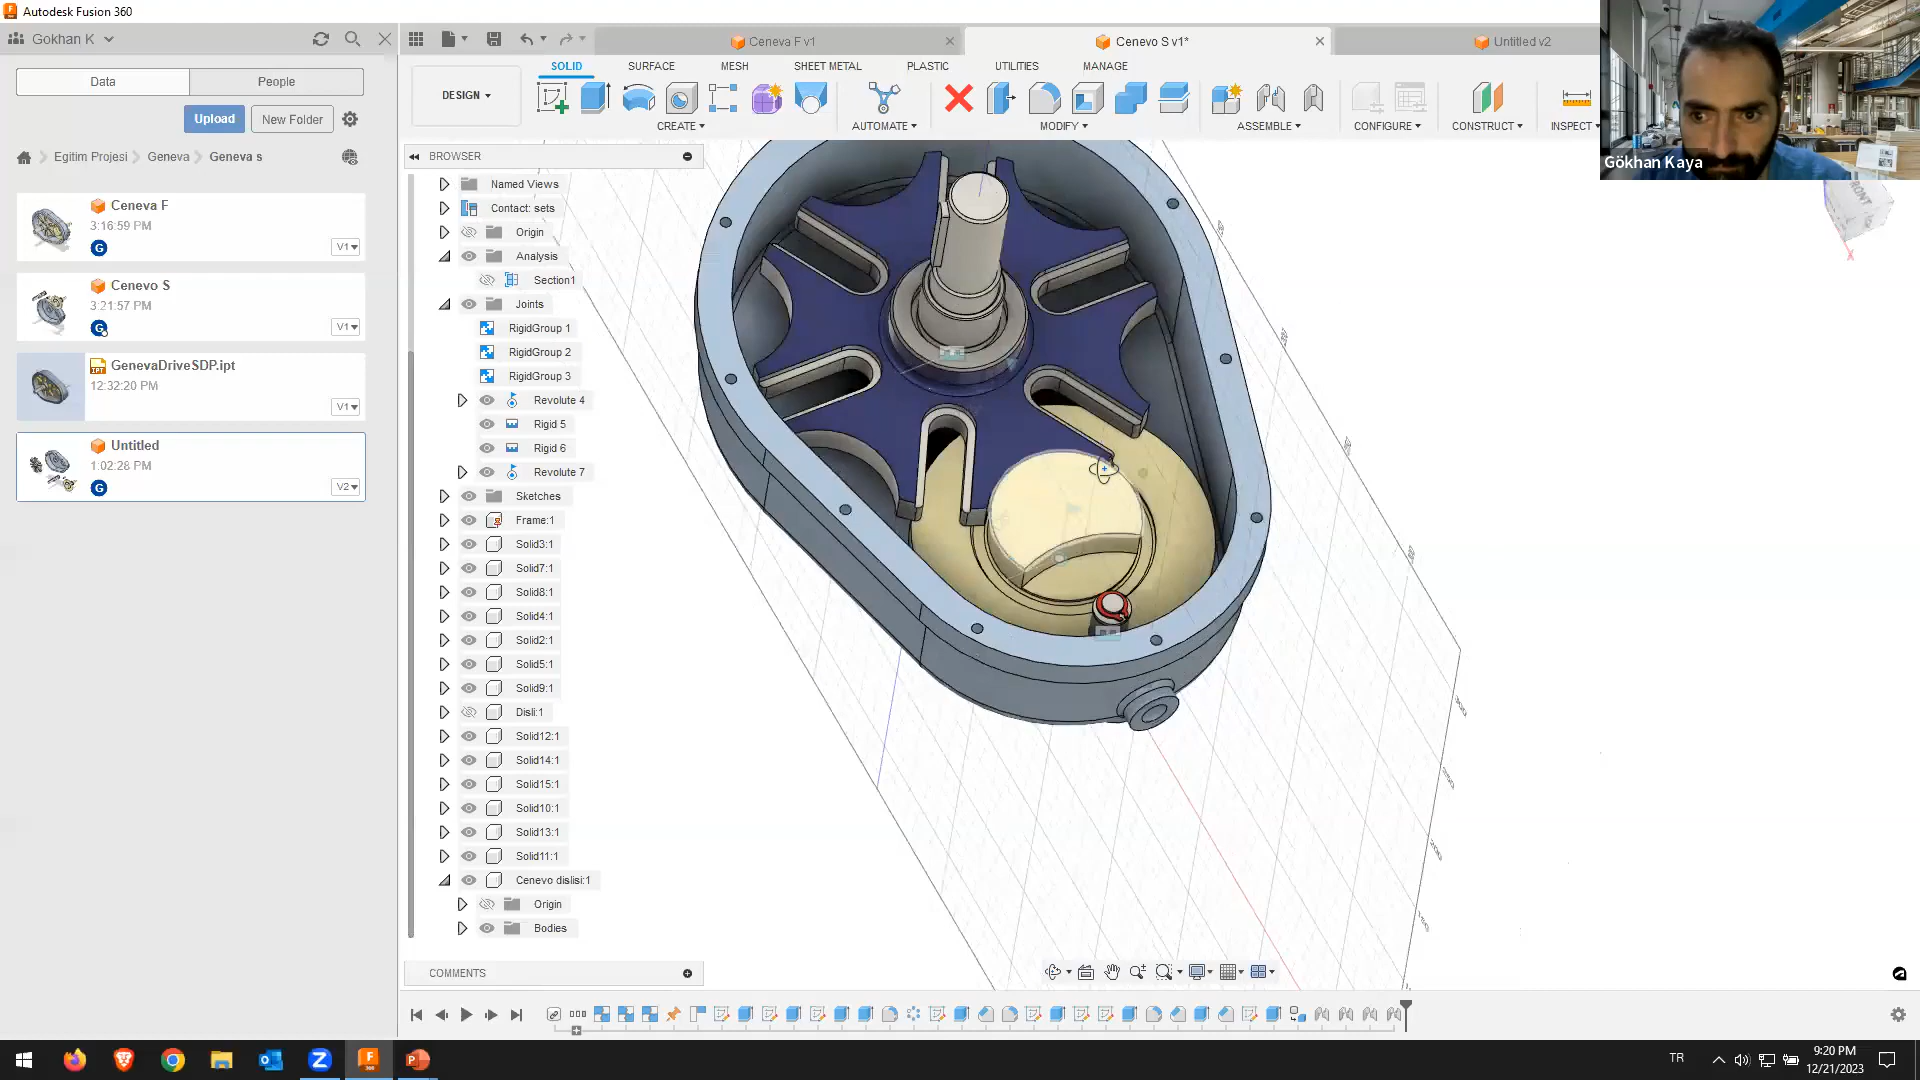 Autodesk Fusion 360
Gokhan K
Ceneva F v1
Cenevo S v1*
Untitled v2
Data
People
DESIGN
SOLID
SURFACE
MESH
SHEET METAL
PLASTIC
UTILITIES
MANAGE
CREATE
AUTOMATE
MODIFY
ASSEMBLE
CONFIGURE
CONSTRUCT
INSPECT
Upload
New Folder
Egitim Projesi
Geneva
Geneva s
Ceneva F
3:16:59 PM
G
V1
Cenevo S
3:21:57 PM
G
V1
GenevaDriveSDP.ipt
12:32:20 PM
V1
Untitled
1:02:28 PM
G
V2
BROWSER
Named Views
Contact: sets
Origin
Analysis
Section1
Joints
RigidGroup 1
RigidGroup 2
RigidGroup 3
Revolute 4
Rigid 5
Rigid 6
Revolute 7
Sketches
Frame:1
Solid3:1
Solid7:1
Solid8:1
Solid4:1
Solid2:1
Solid5:1
Solid9:1
Disli:1
Solid12:1
Solid14:1
Solid15:1
Solid10:1
Solid13:1
Solid11:1
Cenevo dislisi:1
Origin
Bodies
COMMENTS
Gökhan Kaya
FRONT
X
TR
9:20 PM
12/21/2023